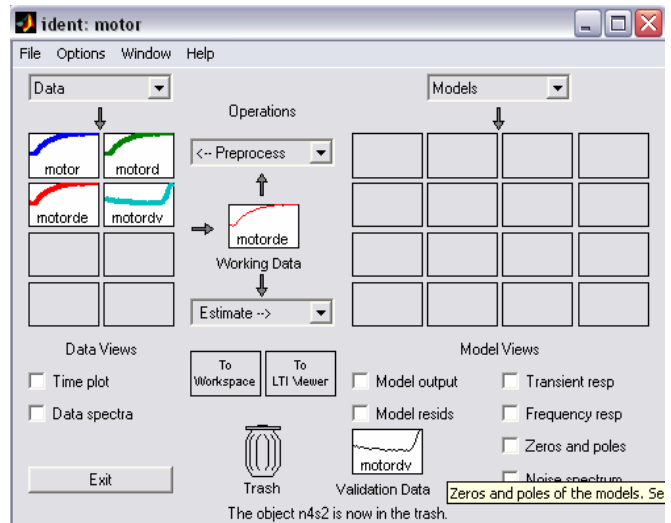 ident: motor
File Options Window Help
Data
Models
Operations
motor
motord
<-- Preprocess
motorde
motordv
motorde
Working Data
Estimate -->
Data Views
Model Views
Time plot
Data spectra
To Workspace
To LTI Viewer
Model output
Transient resp
Model resids
Frequency resp
Zeros and poles
Noise spectrum
motordv
Exit
Trash
Validation Data
Zeros and poles of the models. Se
The object n4s2 is now in the trash.